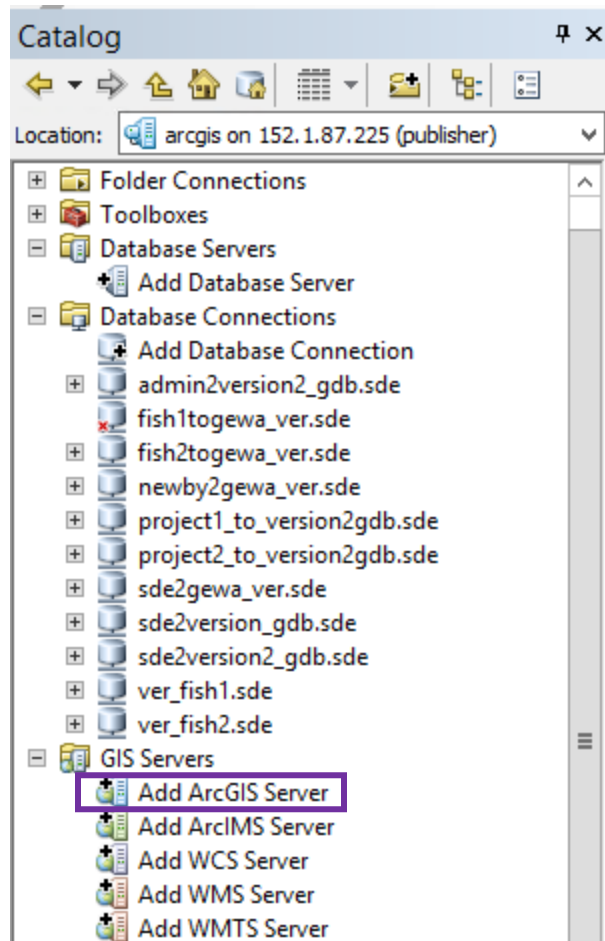 Catalog
Location: arcgis on 152.1.87.225 (publisher)
Folder Connections
Toolboxes
Database Servers
Add Database Server
Database Connections
Add Database Connection
admin2version2_gdb.sde
fish1togewa_ver.sde
fish2togewa_ver.sde
newby2gewa_ver.sde
project1_to_version2gdb.sde
project2_to_version2gdb.sde
sde2gewa_ver.sde
sde2version_gdb.sde
sde2version2_gdb.sde
ver_fish1.sde
ver_fish2.sde
GIS Servers
Add ArcGIS Server
Add ArcIMS Server
Add WCS Server
Add WMS Server
Add WMTS Server